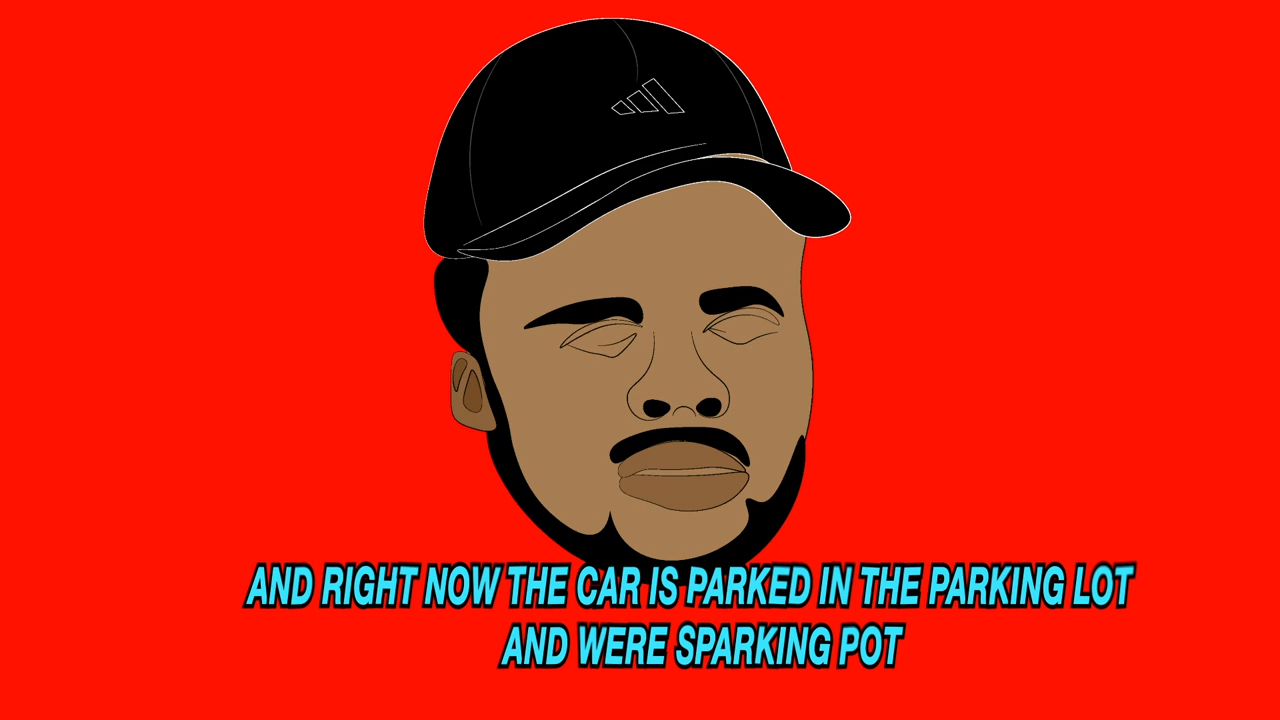 AND RIGHT NOW THE CAR IS PARKED IN THE PARKING LOT
AND WERE SPARKING POT